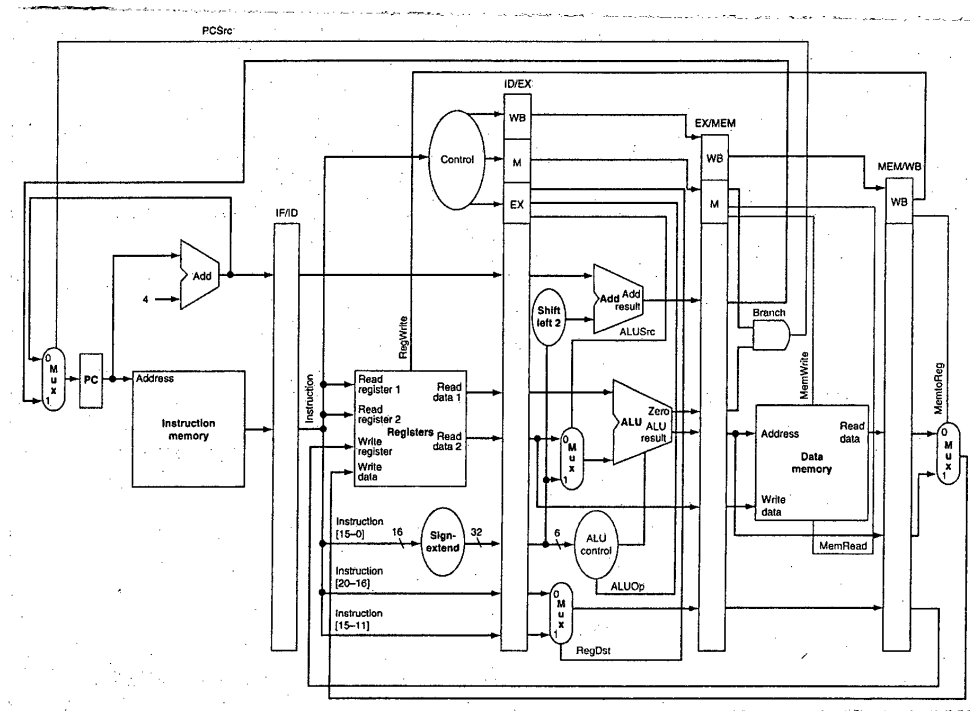 PCSrc
ID/EX
WB
EX/MEM
Control
M
WB
MEM/WB
EX
M
WB
IF/ID
Add
4
Add Add
result
Shift
left 2
ALUSrc
Branch
RegWrite
MemWrite
MemtoReg
0
M
u
x
1
PC
Address
Instruction
memory
Instruction
Read
register 1
Read
register 2
Write
register
Write
data
Registers
Read
data 1
Read
data 2
0
M
u
x
1
Zero
ALU ALU
result
Address
Read
data
Data
memory
Write
data
0
M
u
x
1
MemRead
Instruction
[15–0]
16
Sign-
extend
32
6
ALU
control
ALUOp
Instruction
[20–16]
Instruction
[15–11]
0
M
u
x
1
RegDst